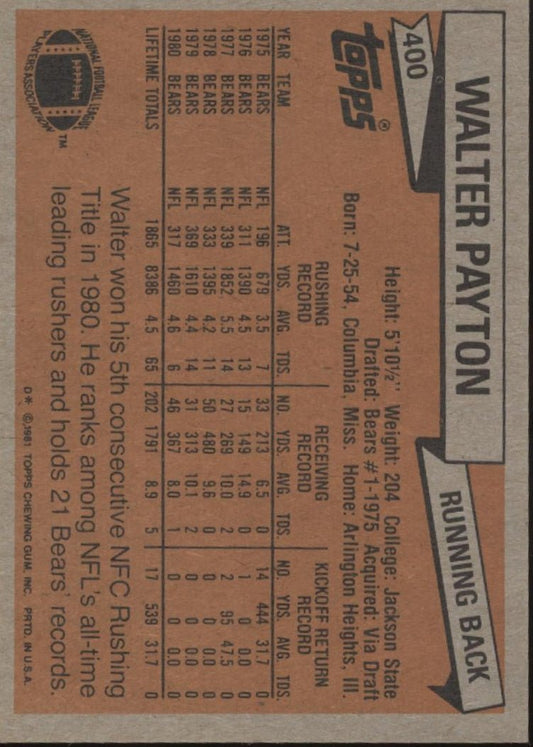 400
WALTER PAYTON
RUNNING BACK
topps®
Height: 5'10½" Weight: 204 College: Jackson State
Drafted: Bears #1-1975 Acquired: Via Draft
Born: 7-25-54, Columbia, Miss. Home: Arlington Heights, Ill.
RUSHING RECORD RECEIVING RECORD KICKOFF RETURN RECORD
YEAR TEAM ATT. YDS. AVG. TDS. NO. YDS. AVG. TDS. NO. YDS. AVG. TDS.
1975 BEARS NFL 196 679 3.5 7 33 213 6.5 0 14 444 31.7 0
1976 BEARS NFL 311 1390 4.5 13 15 149 14.9 0 1 0 0.0 0
1977 BEARS NFL 339 1852 5.5 14 27 269 10.0 2 2 95 47.5 0
1978 BEARS NFL 333 1395 4.2 11 50 480 9.6 0 0 0 0.0 0
1979 BEARS NFL 369 1610 4.4 14 31 313 10.1 2 0 0 0.0 0
1980 BEARS NFL 317 1460 4.6 6 46 367 8.0 1 0 0 0.0 0
LIFETIME TOTALS 1865 8386 4.5 65 202 1791 8.9 5 17 539 31.7 0
NATIONAL FOOTBALL LEAGUE
PLAYERS ASSOCIATION
TM
Walter won his 5th consecutive NFC Rushing
Title in 1980. He ranks among NFL's all-time
leading rushers and holds 21 Bears' records.
D* ©1981 TOPPS CHEWING GUM, INC. PRTD. IN U.S.A.